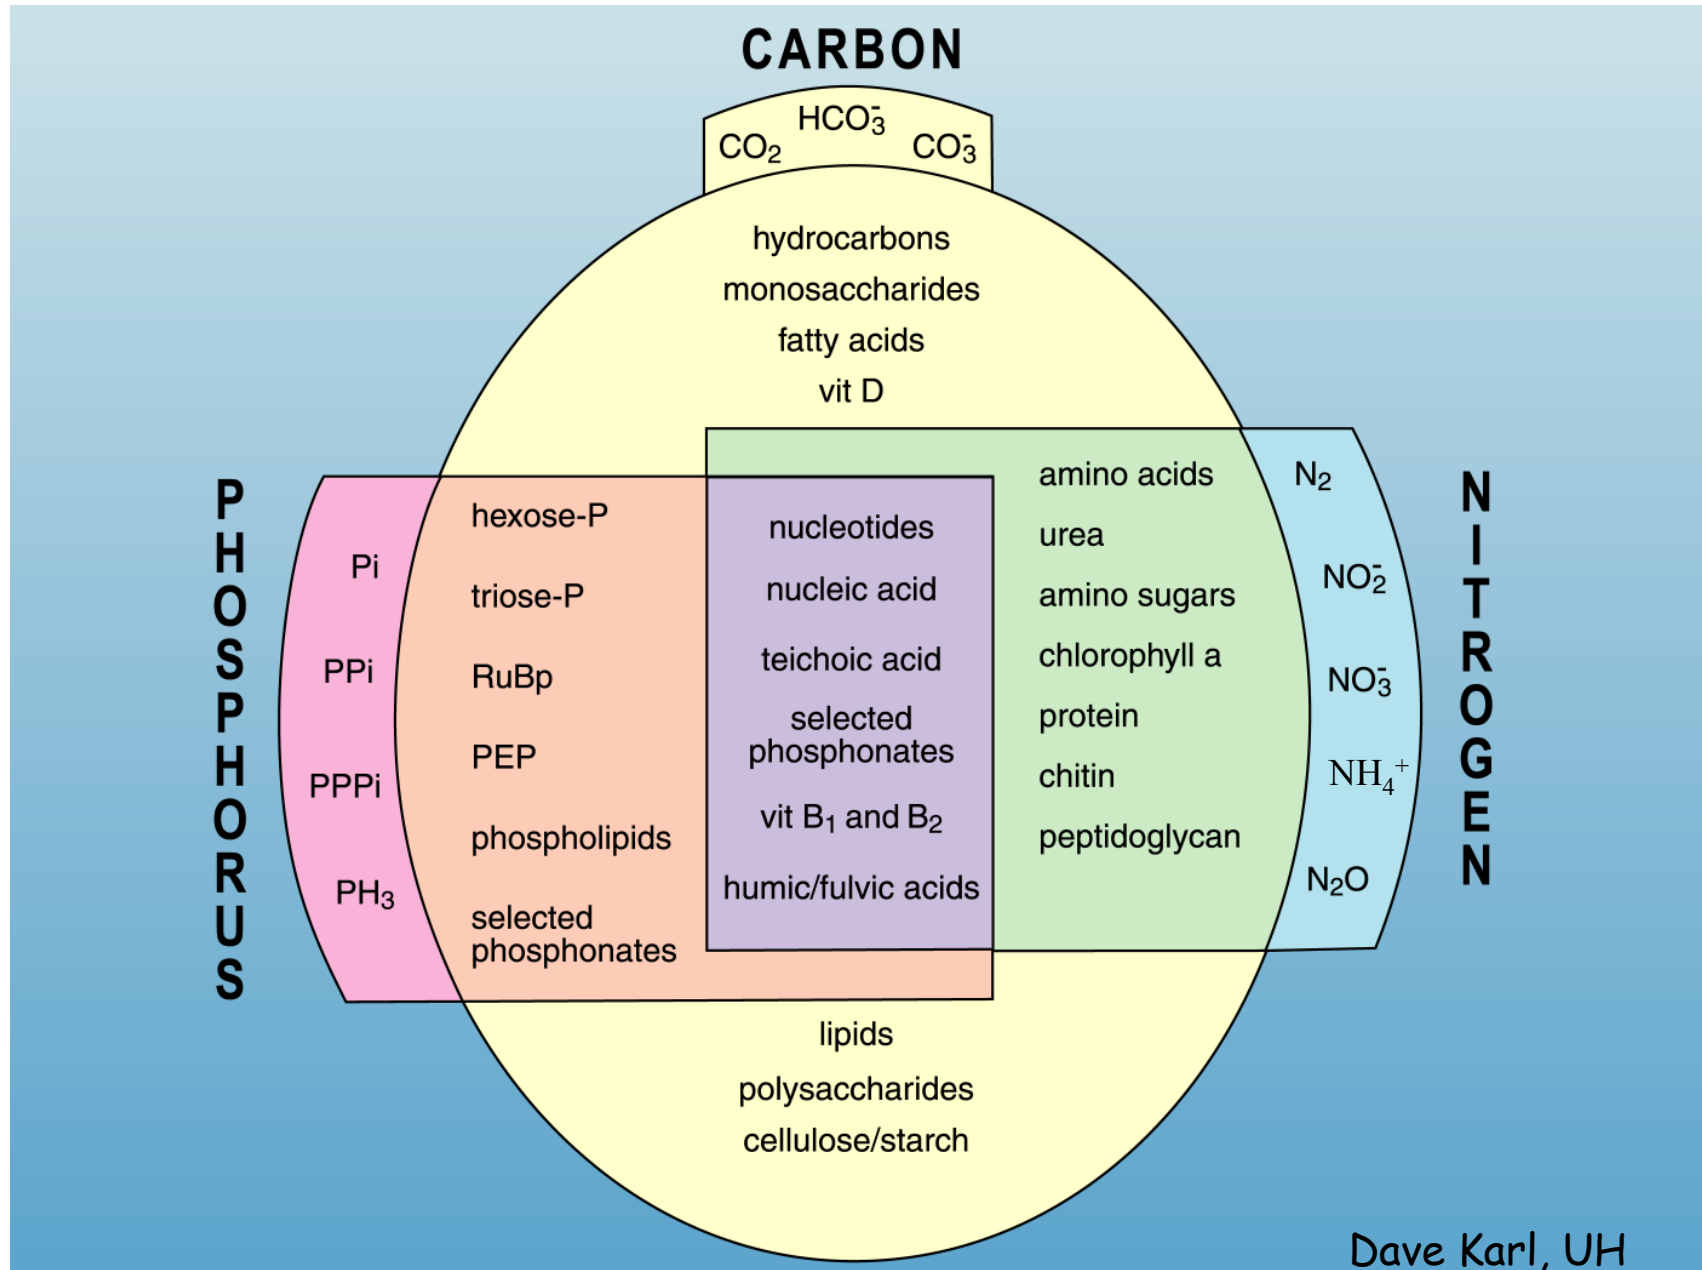 CARBON
HCO₃⁻
CO₂
CO₃⁻
hydrocarbons
monosaccharides
fatty acids
vit D
PHOSPHORUS
Pi
PPi
PPPi
PH₃
hexose-P
triose-P
RuBp
PEP
phospholipids
selected
phosphonates
nucleotides
nucleic acid
teichoic acid
selected
phosphonates
vit B₁ and B₂
humic/fulvic acids
amino acids
urea
amino sugars
chlorophyll a
protein
chitin
peptidoglycan
N₂
NO₂⁻
NO₃⁻
NH₄⁺
N₂O
NITROGEN
lipids
polysaccharides
cellulose/starch
Dave Karl, UH